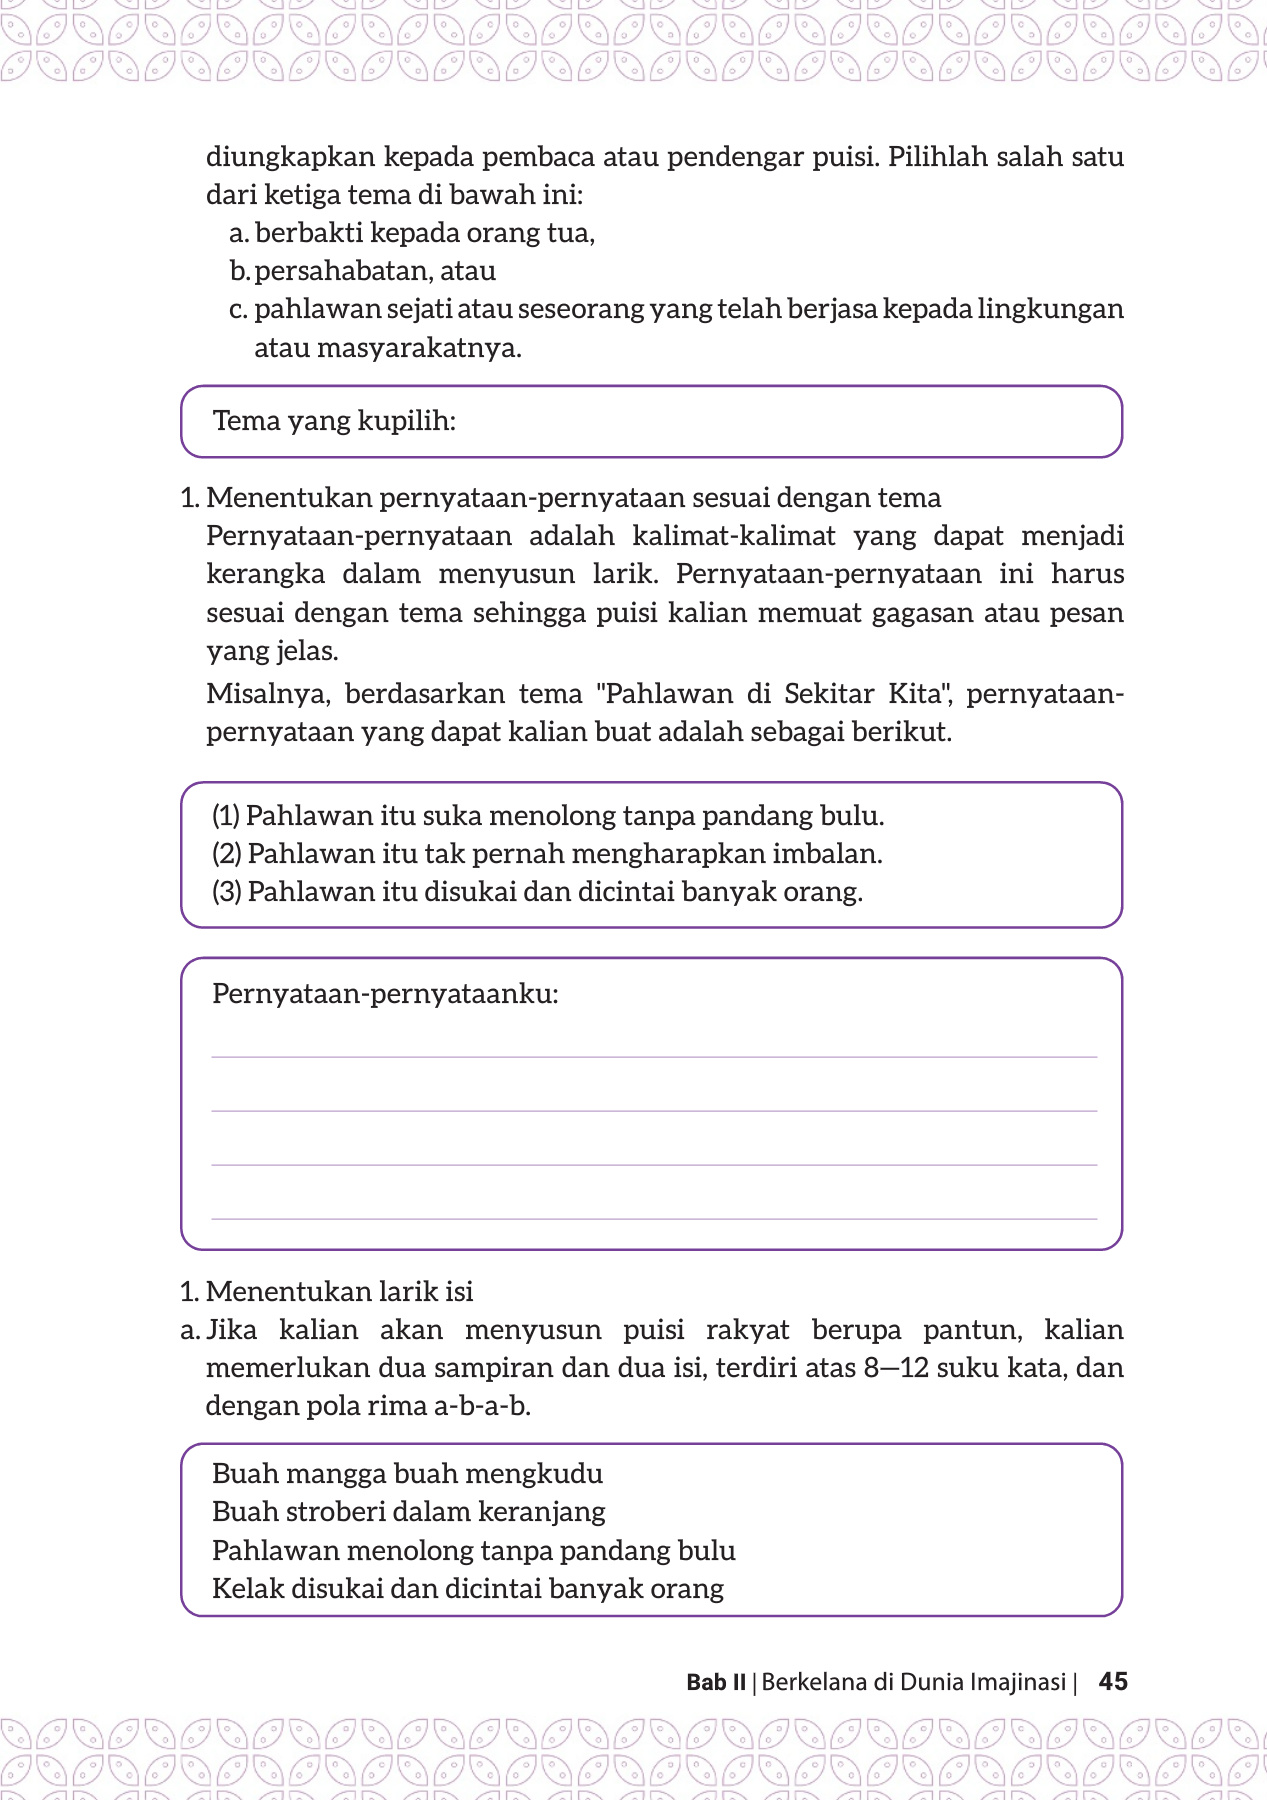 diungkapkan kepada pembaca atau pendengar puisi. Pilihlah salah satu
dari ketiga tema di bawah ini:
a. berbakti kepada orang tua,
b. persahabatan, atau
c. pahlawan sejati atau seseorang yang telah berjasa kepada lingkungan
atau masyarakatnya.
Tema yang kupilih:
1. Menentukan pernyataan-pernyataan sesuai dengan tema
Pernyataan-pernyataan adalah kalimat-kalimat yang dapat menjadi
kerangka dalam menyusun larik. Pernyataan-pernyataan ini harus
sesuai dengan tema sehingga puisi kalian memuat gagasan atau pesan
yang jelas.
Misalnya, berdasarkan tema "Pahlawan di Sekitar Kita", pernyataan-
pernyataan yang dapat kalian buat adalah sebagai berikut.
(1) Pahlawan itu suka menolong tanpa pandang bulu.
(2) Pahlawan itu tak pernah mengharapkan imbalan.
(3) Pahlawan itu disukai dan dicintai banyak orang.
Pernyataan-pernyataanku:
1. Menentukan larik isi
a. Jika kalian akan menyusun puisi rakyat berupa pantun, kalian
memerlukan dua sampiran dan dua isi, terdiri atas 8—12 suku kata, dan
dengan pola rima a-b-a-b.
Buah mangga buah mengkudu
Buah stroberi dalam keranjang
Pahlawan menolong tanpa pandang bulu
Kelak disukai dan dicintai banyak orang
Bab II | Berkelana di Dunia Imajinasi | 45